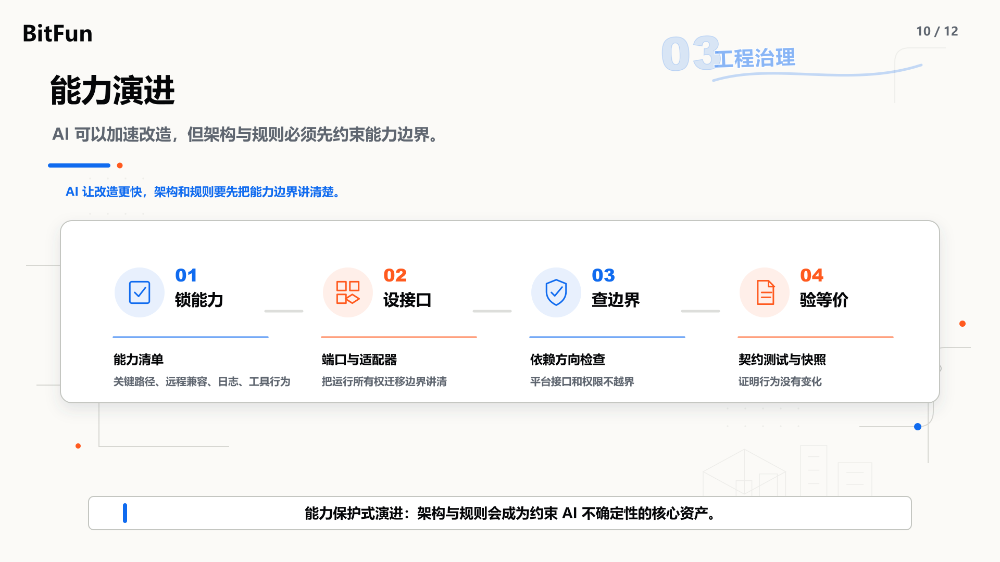 BitFun
10 / 12
03 工程治理
能力演进
AI 可以加速改造，但架构与规则必须先约束能力边界。
AI 让改造更快，架构和规则要先把能力边界讲清楚。
01
锁能力
能力清单
关键路径、远程兼容、日志、工具行为
02
设接口
端口与适配器
把运行所有权迁移边界讲清
03
查边界
依赖方向检查
平台接口和权限不越界
04
验等价
契约测试与快照
证明行为没有变化
能力保护式演进：架构与规则会成为约束 AI 不确定性的核心资产。